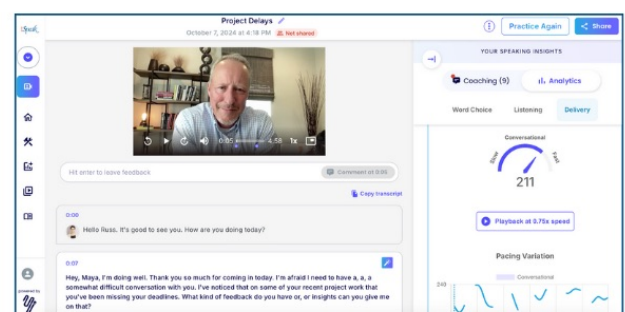 Project Delays
October 7, 2024 at 4:18 PM Not shared
Practice Again
Share
0:05
4:58
1x
Hit enter to leave feedback
Comment at 0:05
Copy transcript
0:00
Hello Russ. It's good to see you. How are you doing today?
0:07
Hey, Maya, I'm doing well. Thank you so much for coming in today. I'm afraid I need to have a, a, a
somewhat difficult conversation with you. I've noticed that on some of your recent project work that
you've been missing your deadlines. What kind of feedback do you have or, or insights can you give me
on that?
powered by
YOUR SPEAKING INSIGHTS
Coaching (9)
Analytics
Word Choice
Listening
Delivery
Conversational
Slow
Fast
211
Playback at 0.75x speed
Pacing Variation
Conversational
240